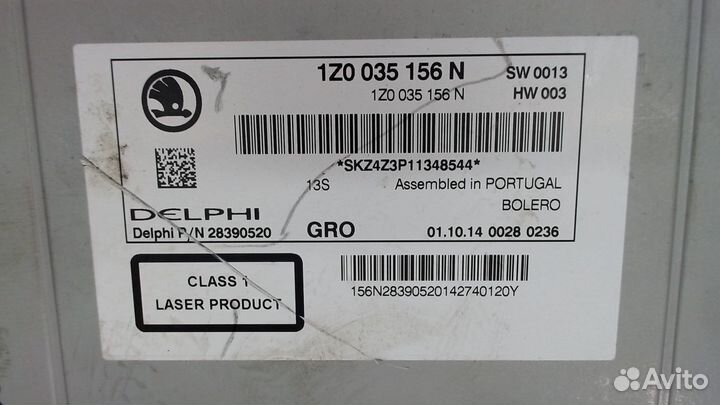 1Z0 035 156 N SW 0013
1Z0 035 156 N HW 003
*SKZ4Z3P11348544*
13S Assembled in PORTUGAL
DELPHI BOLERO
Delphi P/N 28390520 GRO 01.10.14 0028 0236
CLASS 1
LASER PRODUCT
156N28390520142740120Y
Avito